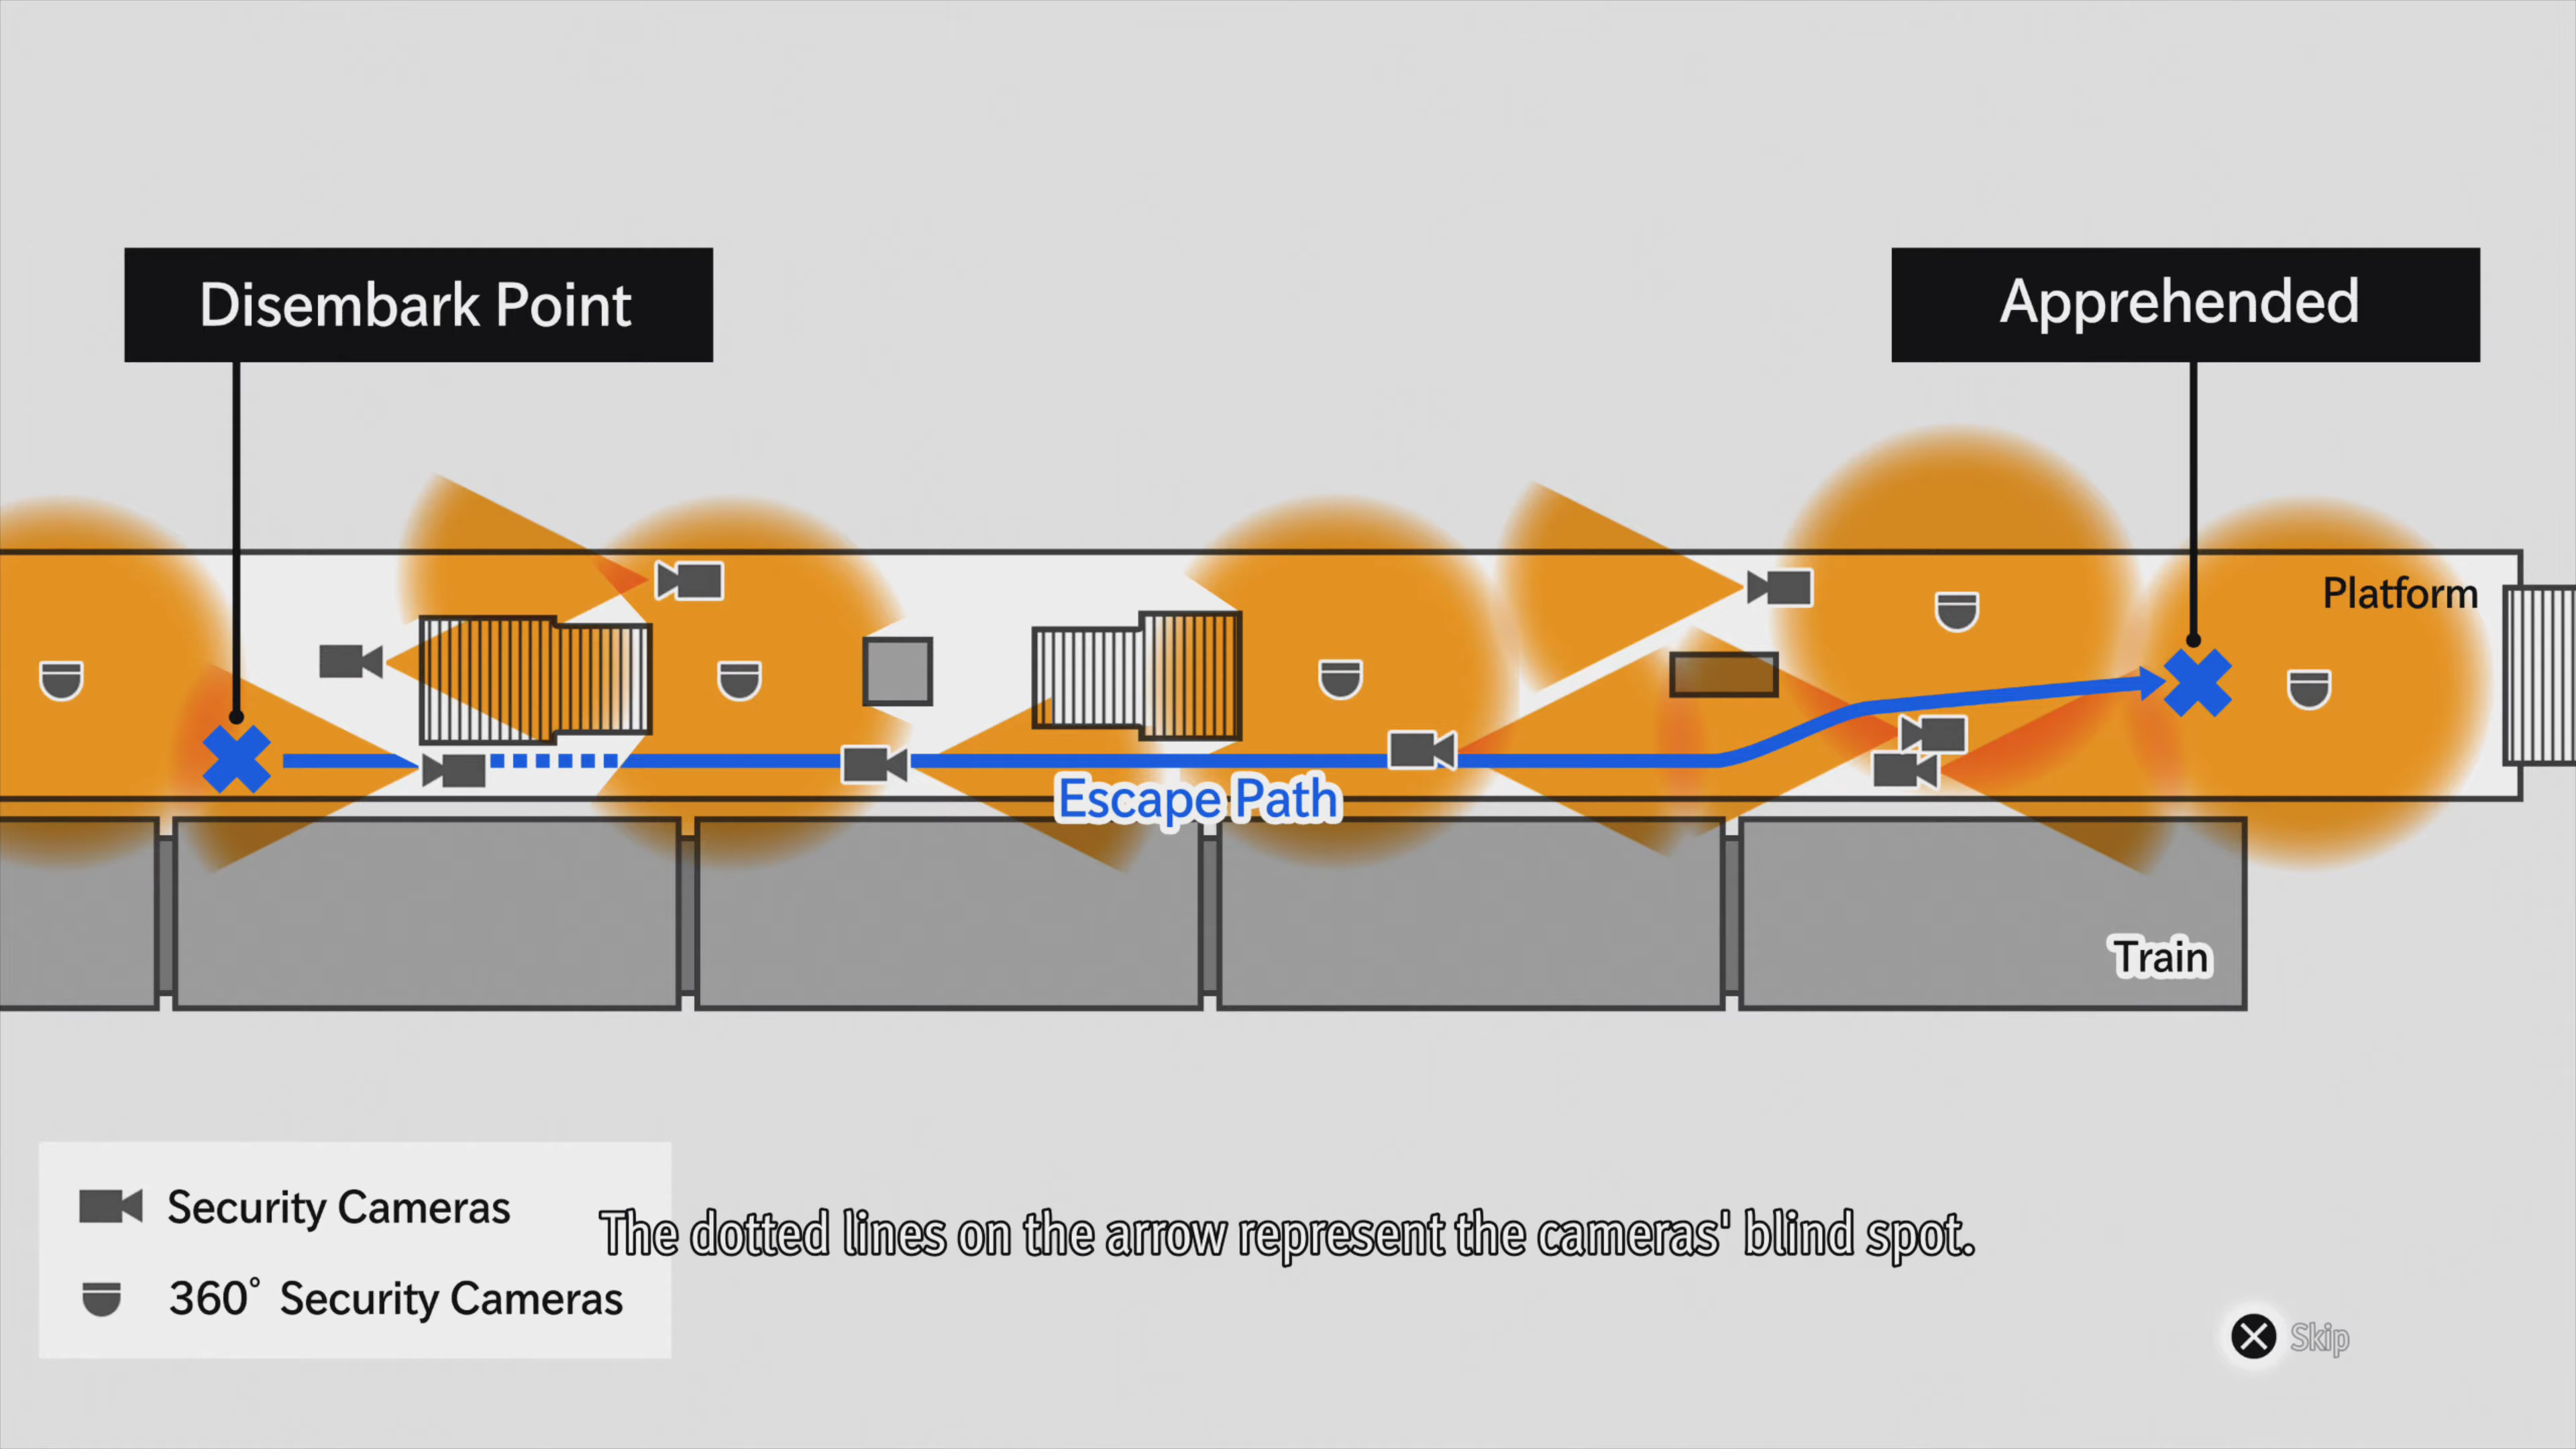 Disembark Point
Apprehended
Platform
Escape Path
Train
Security Cameras
360° Security Cameras
The dotted lines on the arrow represent the cameras' blind spot.
Skip